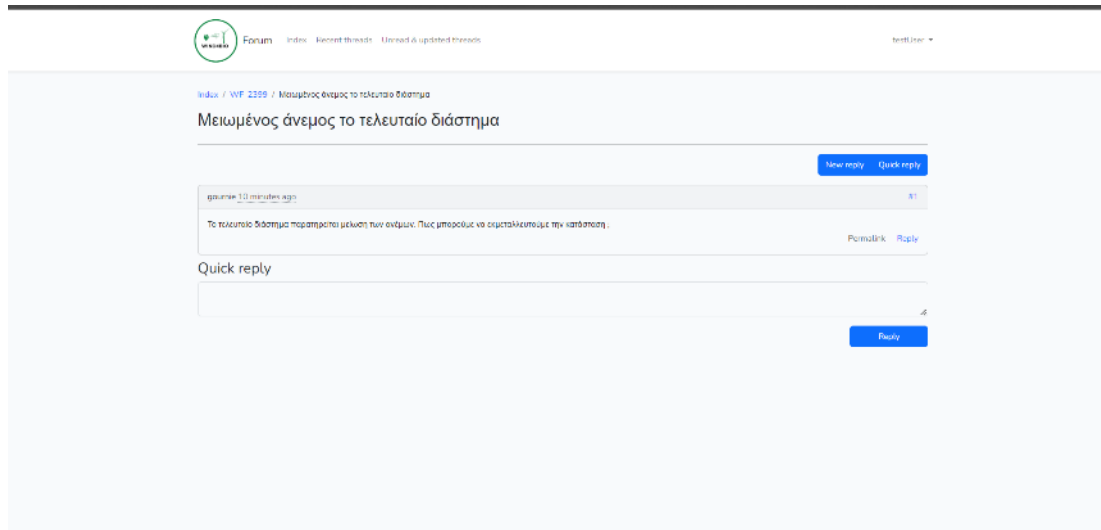 Forum Index Recent threads Unread & updated threads testUser
Index / WF 2399 / Μειωμένος άνεμος το τελευταίο διάστημα
Μειωμένος άνεμος το τελευταίο διάστημα
New reply Quick reply
gournie 10 minutes ago #1
Το τελευταίο διάστημα παρατηρείται μείωση των ανέμων. Πως μπορούμε να εκμεταλλευτούμε την κατάσταση ;
Permalink Reply
Quick reply
Reply